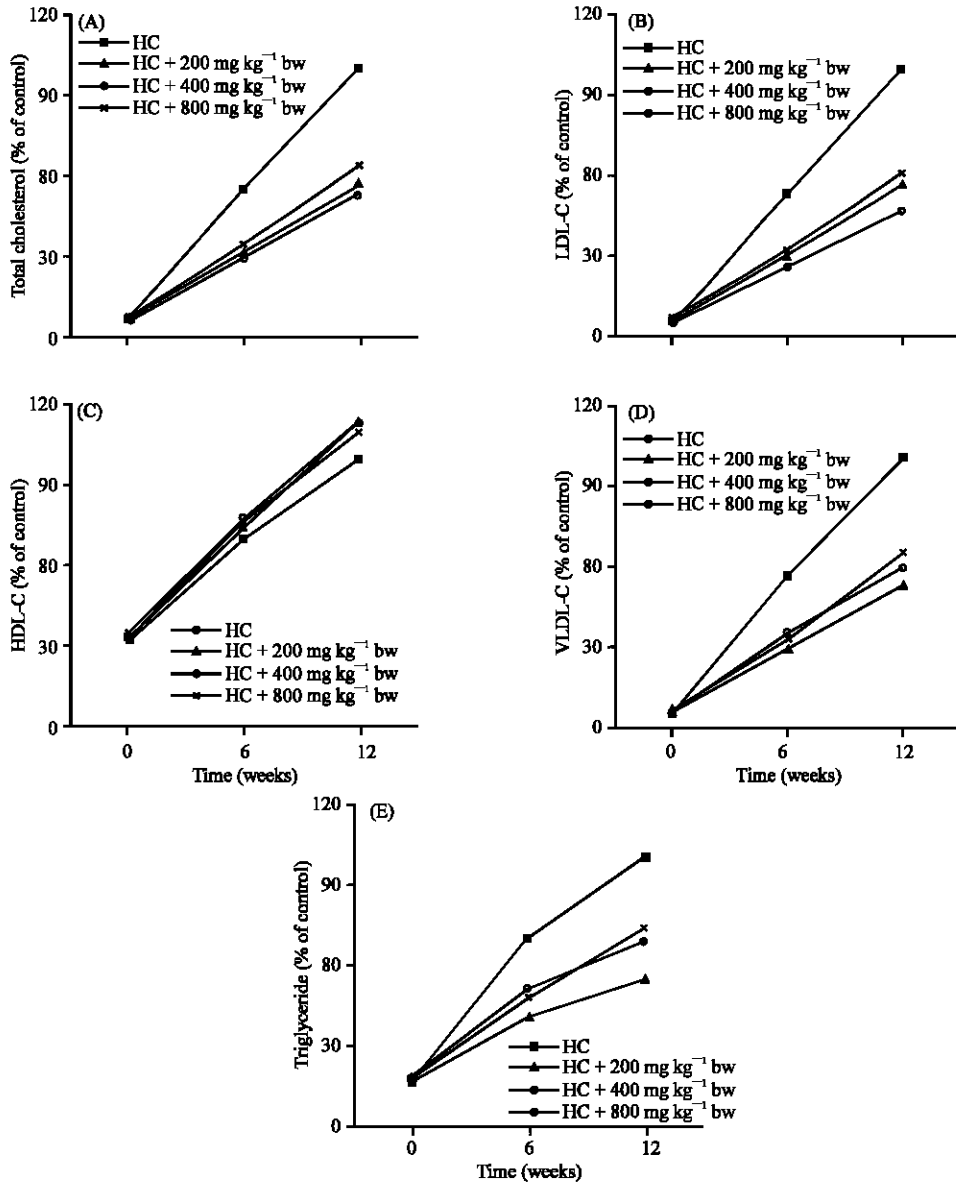 (A)
120
90
80
30
0
Total cholesterol (% of control)
HC
HC + 200 mg kg⁻¹ bw
HC + 400 mg kg⁻¹ bw
HC + 800 mg kg⁻¹ bw
(B)
120
90
80
30
0
LDL-C (% of control)
HC
HC + 200 mg kg⁻¹ bw
HC + 400 mg kg⁻¹ bw
HC + 800 mg kg⁻¹ bw
(C)
120
90
80
30
0
HDL-C (% of control)
HC
HC + 200 mg kg⁻¹ bw
HC + 400 mg kg⁻¹ bw
HC + 800 mg kg⁻¹ bw
0 6 12
Time (weeks)
(D)
120
90
80
30
0
VLDL-C (% of control)
HC
HC + 200 mg kg⁻¹ bw
HC + 400 mg kg⁻¹ bw
HC + 800 mg kg⁻¹ bw
0 6 12
Time (weeks)
(E)
120
90
80
30
0
Triglyceride (% of control)
HC
HC + 200 mg kg⁻¹ bw
HC + 400 mg kg⁻¹ bw
HC + 800 mg kg⁻¹ bw
0 6 12
Time (weeks)